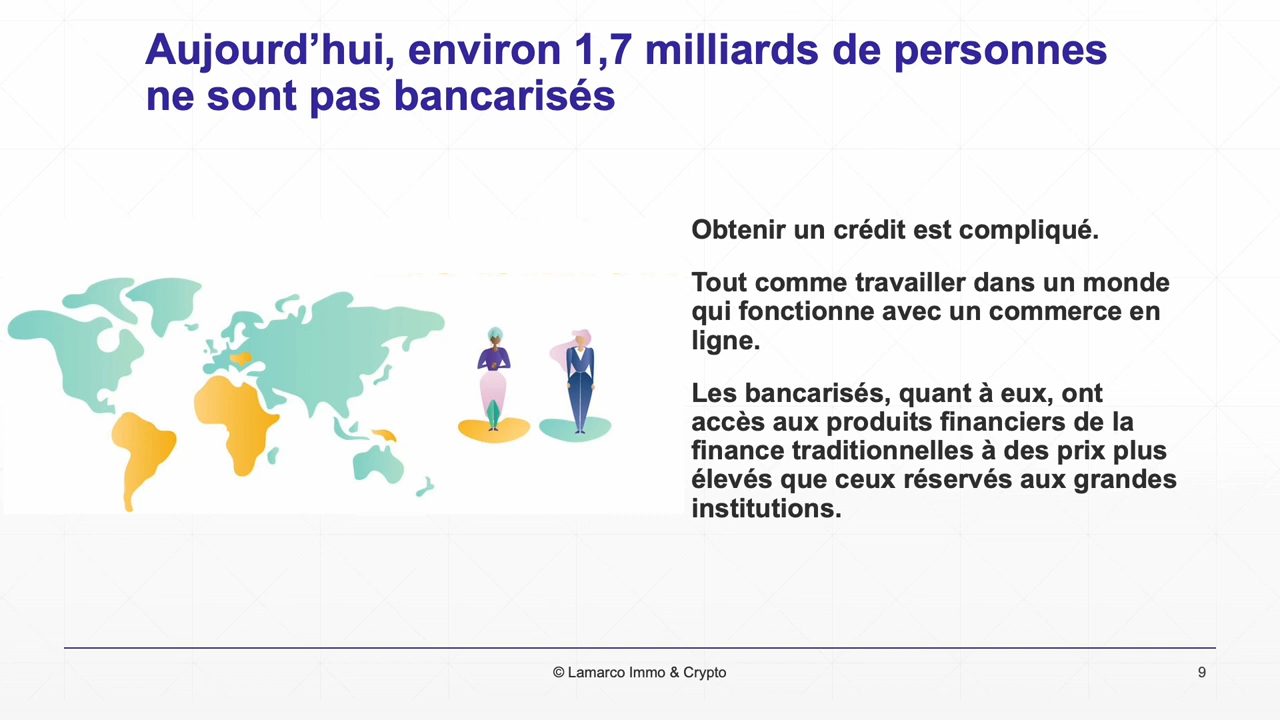 Aujourd’hui, environ 1,7 milliards de personnes
ne sont pas bancarisés
Obtenir un crédit est compliqué.
Tout comme travailler dans un monde
qui fonctionne avec un commerce en
ligne.
Les bancarisés, quant à eux, ont
accès aux produits financiers de la
finance traditionnelles à des prix plus
élevés que ceux réservés aux grandes
institutions.
© Lamarco Immo & Crypto
9